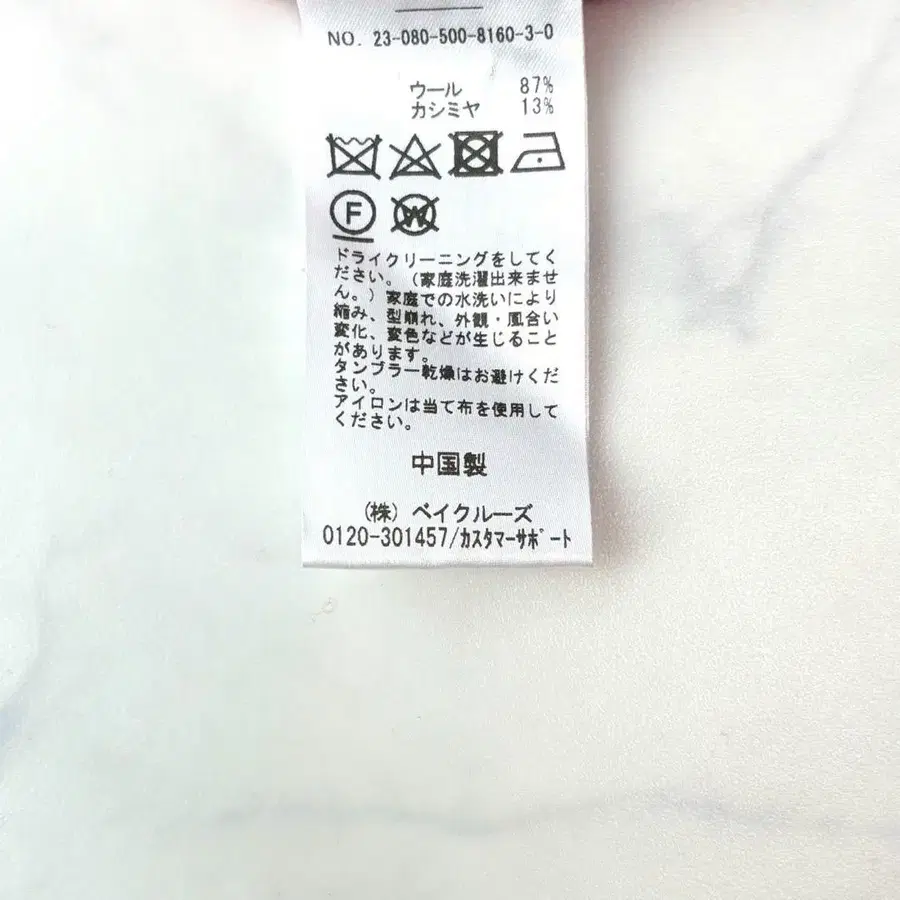 NO. 23-080-500-8160-3-0
ウール 87%
カシミヤ 13%
F
W
ドライクリーニングをしてく
ださい。(家庭洗濯出来ませ
ん。)家庭での水洗いにより
縮み、型崩れ、外観・風合い
変化、変色などが生じること
があります。
タンブラー乾燥はお避けくだ
さい。
アイロンは当て布を使用して
ください。
中国製
(株) ベイクルーズ
0120-301457/カスタマーサポート